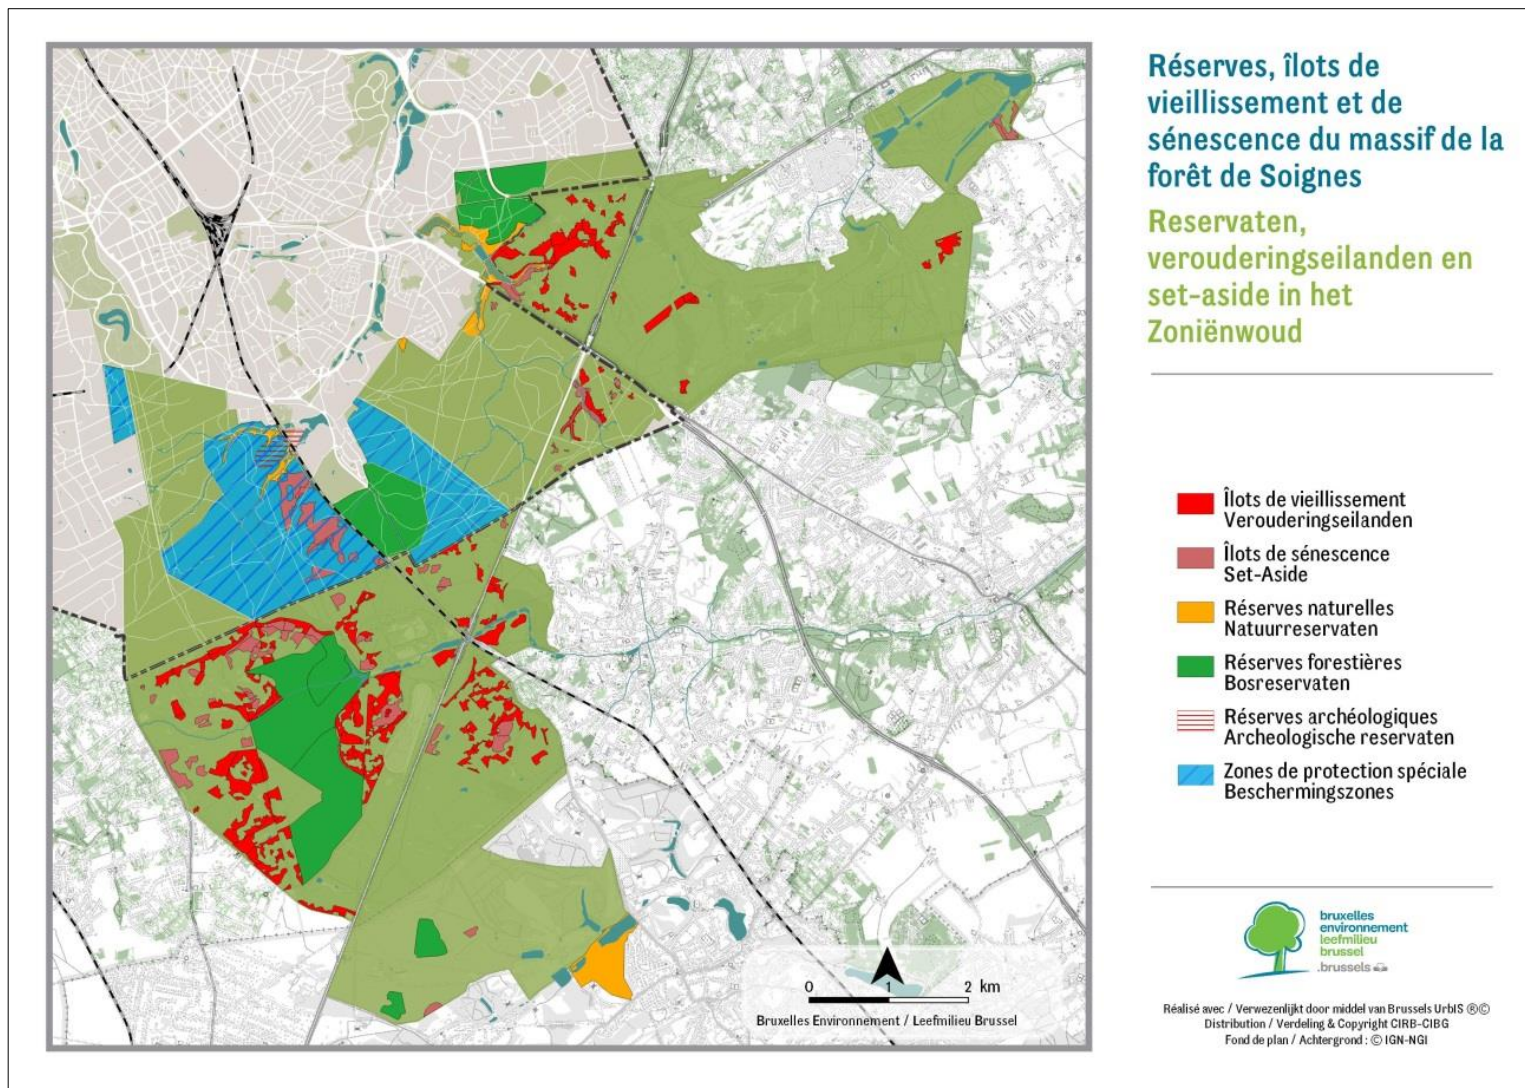 Réserves, îlots de
vieillissement et de
sénescence du massif de la
forêt de Soignes
Reservaten,
verouderingseilanden en
set-aside in het
Zoniënwoud
Îlots de vieillissement
Verouderingseilanden
Îlots de sénescence
Set-Aside
Réserves naturelles
Natuurreservaten
Réserves forestières
Bosreservaten
Réserves archéologiques
Archeologische reservaten
Zones de protection spéciale
Beschermingszones
0 1 2 km
Bruxelles Environnement / Leefmilieu Brussel
bruxelles
environnement
leefmilieu
brussel
.brussels
Réalisé avec / Verwezenlijkt door middel van Brussels UrbIS ®©
Distribution / Verdeling & Copyright CIRB-CIBG
Fond de plan / Achtergrond : © IGN-NGI